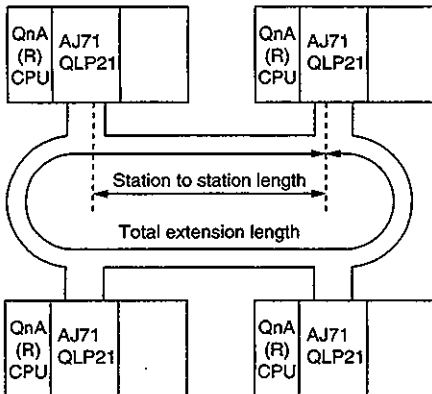 QnA
(R)
CPU
AJ71
QLP21
QnA
(R)
CPU
AJ71
QLP21
Station to station length
Total extension length
QnA
(R)
CPU
AJ71
QLP21
QnA
(R)
CPU
AJ71
QLP21